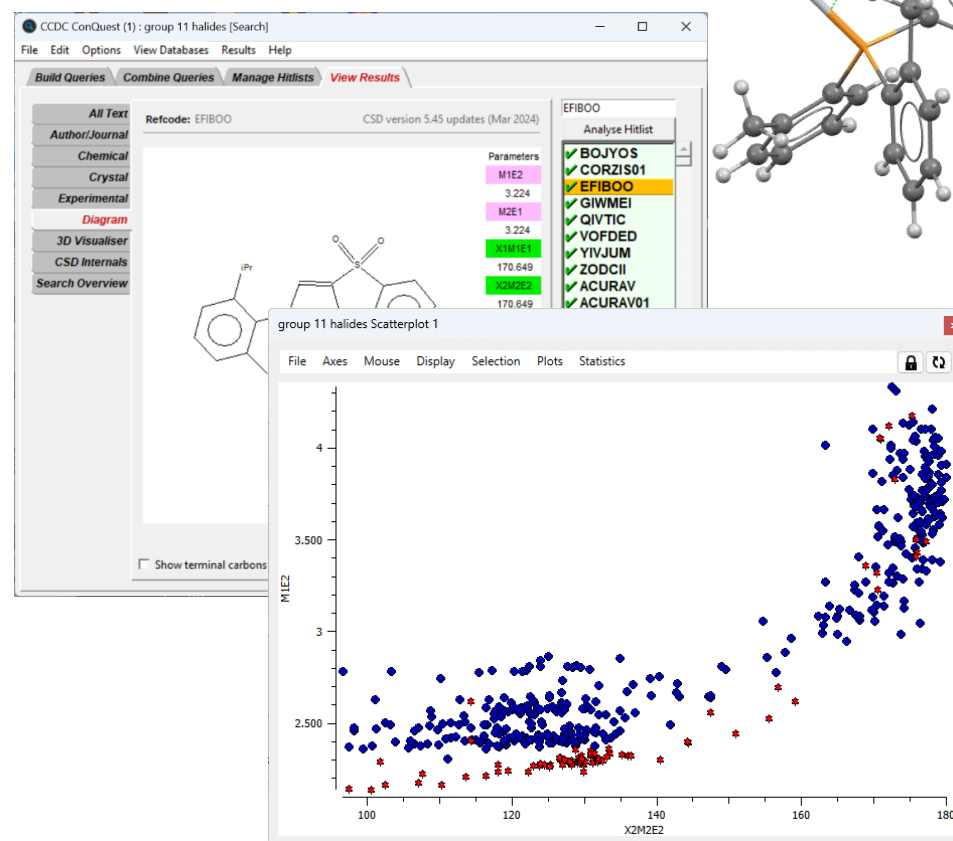 CCDC ConQuest (1) : group 11 halides [Search]
File Edit Options View Databases Results Help
Build Queries Combine Queries Manage Hitlists View Results
All Text
Author/Journal
Chemical
Crystal
Experimental
Diagram
3D Visualiser
CSD Internals
Search Overview
Refcode: EFIBOO CSD version 5.45 updates (Mar 2024)
Parameters
M1E2
3.224
M2E1
3.224
X1M1E1
170.649
X2M2E2
170.649
O O
S
iPr
Show terminal carbons
EFIBOO
Analyse Hitlist
BOJYOS
CORZIS01
EFIBOO
GIWMEI
QIVTIC
VOFDED
YIVJUM
ZODCII
ACURAV
ACURAV01
group 11 halides Scatterplot 1
File Axes Mouse Display Selection Plots Statistics
4
3.500
3
2.500
M1E2
100 120 140 160 180
X2M2E2